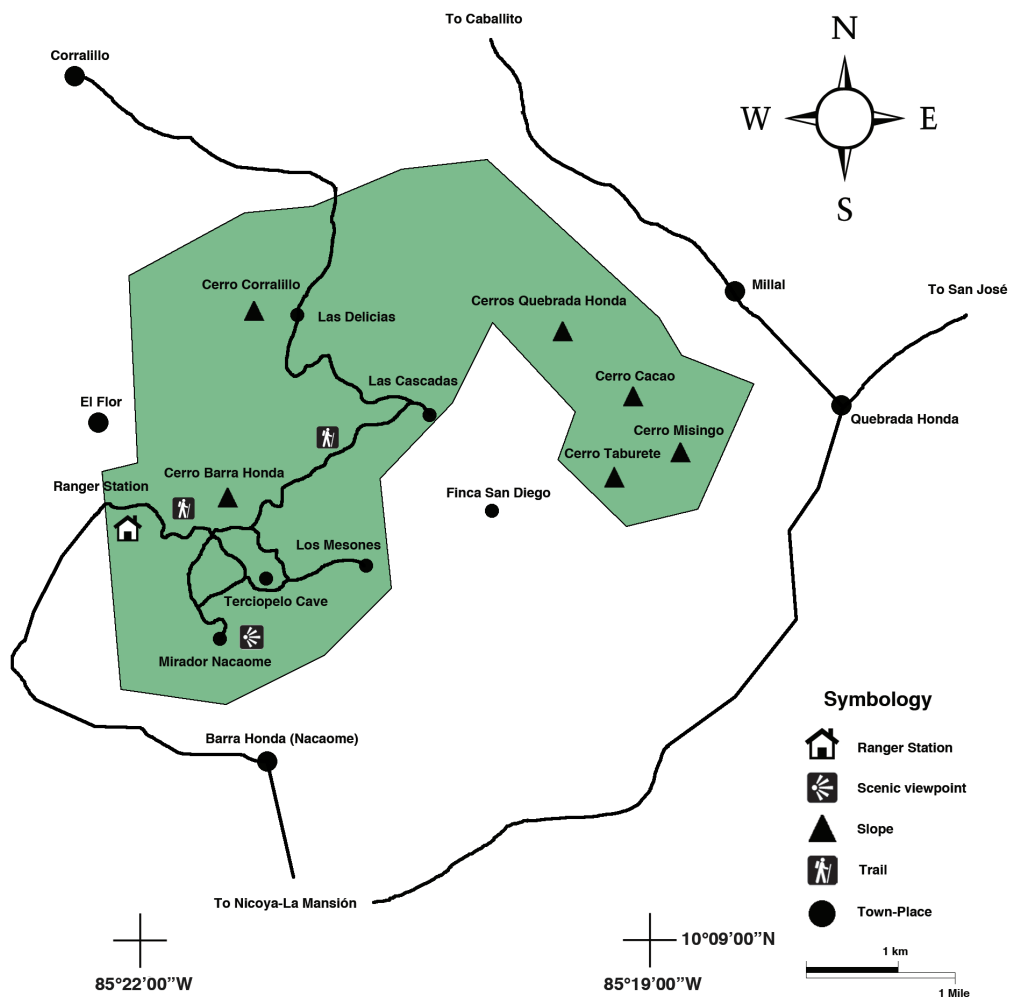 To Caballito
N
Corralillo
W
E
S
Cerro Corralillo
Millal
To San José
Cerros Quebrada Honda
Las Delicias
Las Cascadas
Cerro Cacao
El Flor
Quebrada Honda
Cerro Misingo
Cerro Taburete
Cerro Barra Honda
Ranger Station
Finca San Diego
Los Mesones
Terciopelo Cave
Mirador Nacaome
Barra Honda (Nacaome)
To Nicoya-La Mansión
Symbology
Ranger Station
Scenic viewpoint
Slope
Trail
Town-Place
10°09’00”N
85°22’00”W
85°19’00”W
1 km
1 Mile